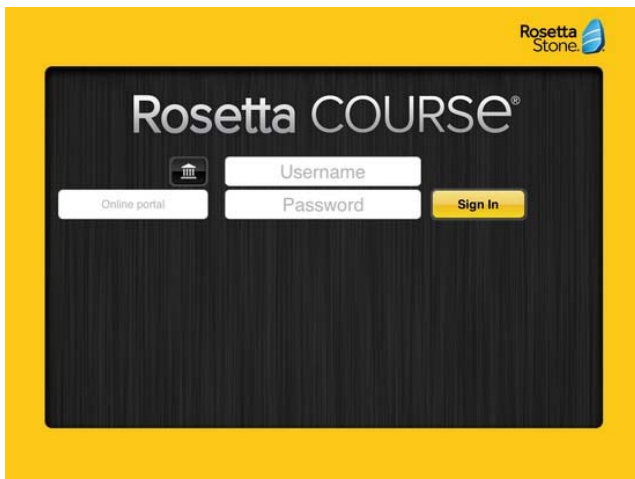 Rosetta
Stone.
Rosetta COURSE®
Username
Online portal
Password
Sign In